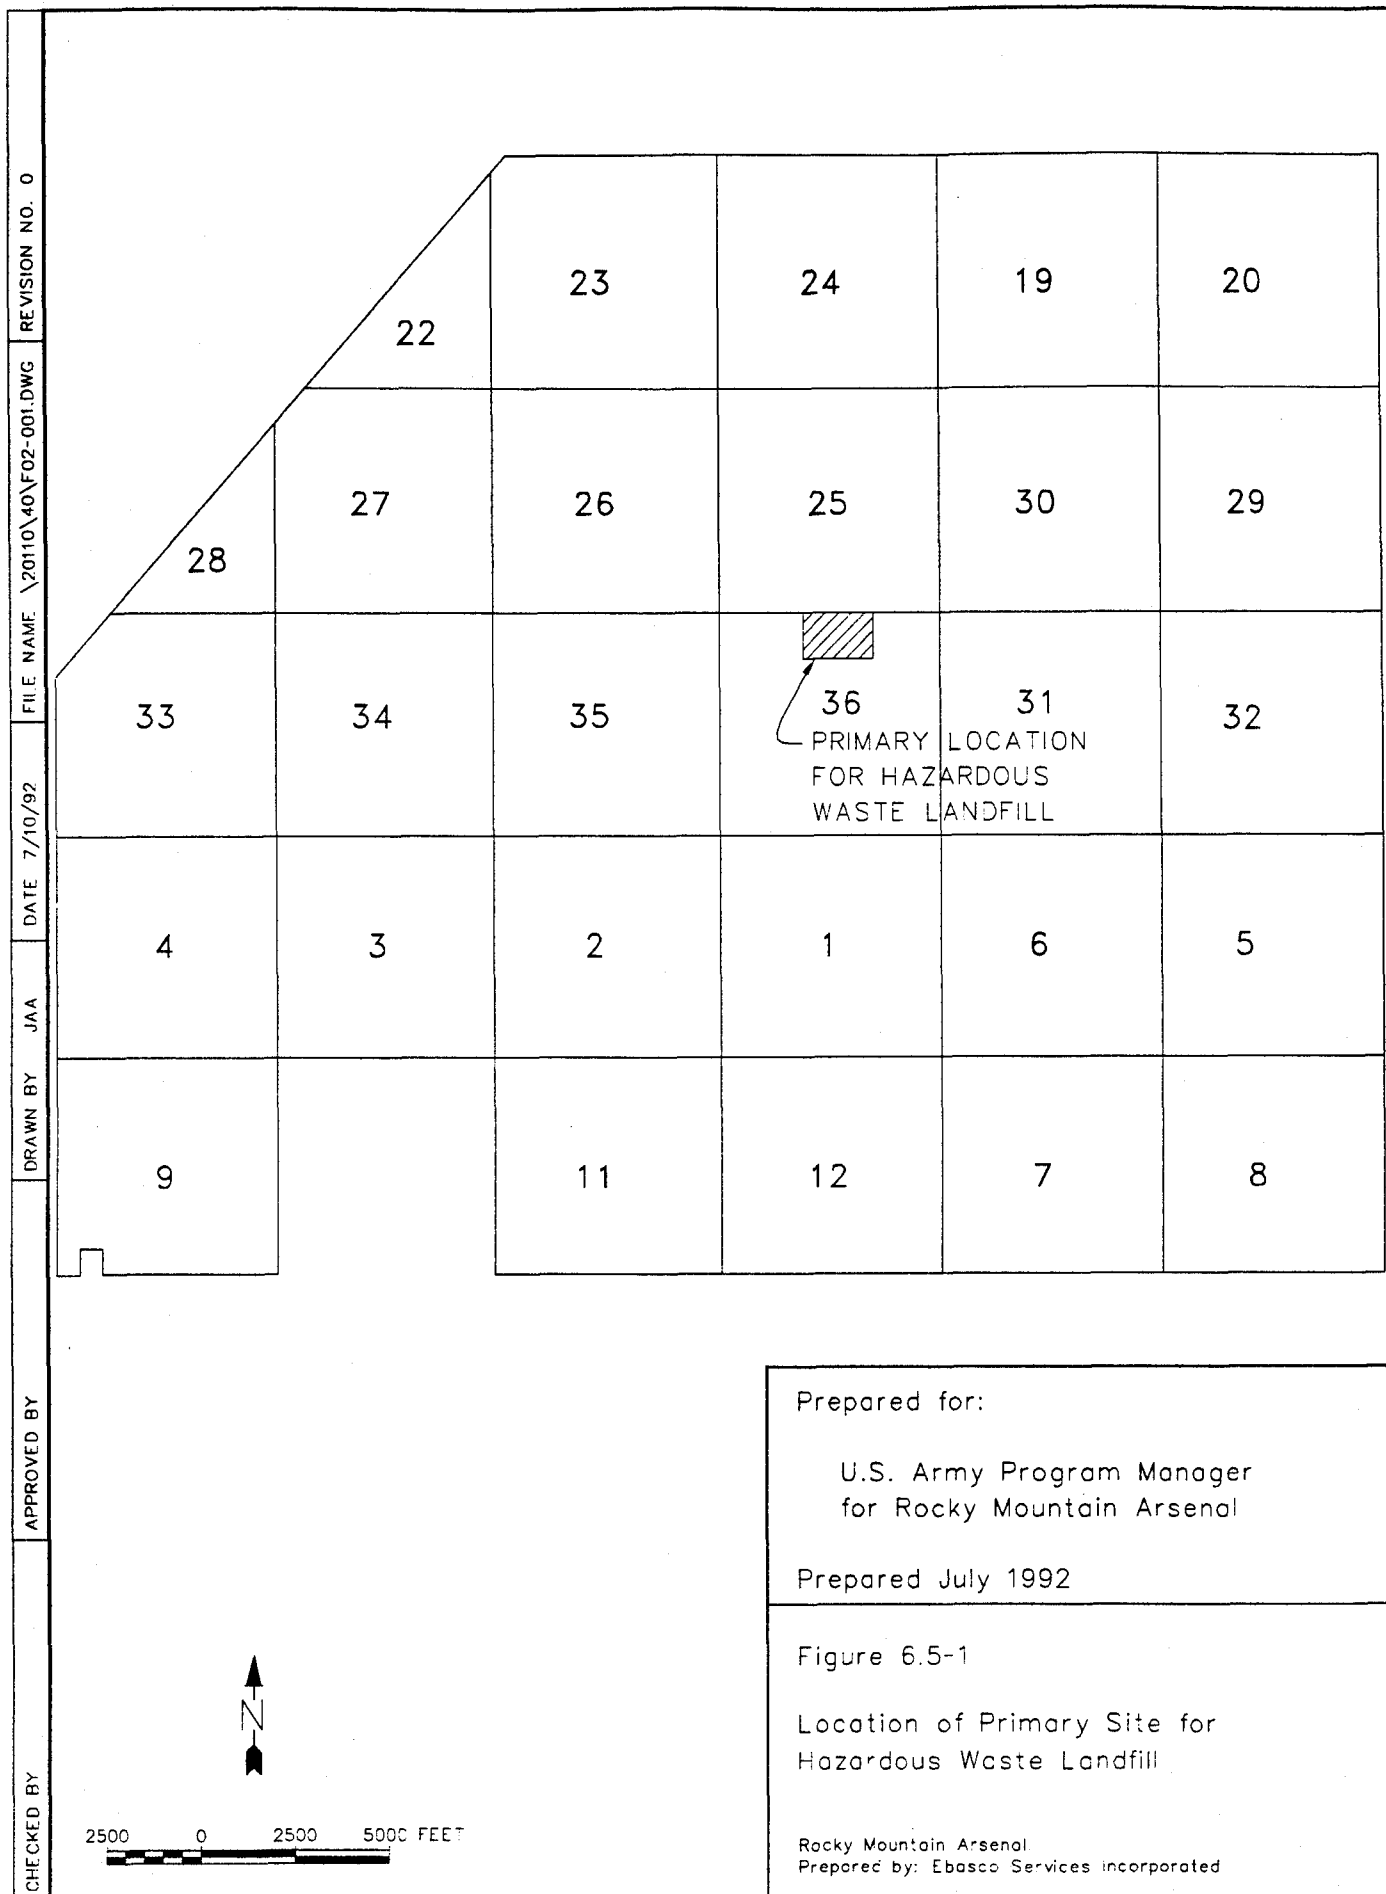 REVISION NO. 0
FILE NAME \20110\40\F02-001.DWG
DATE 7/10/92
DRAWN BY JAA
APPROVED BY
CHECKED BY
23 24 19 20
22
27 26 25 30 29
28
33 34 35 36 31 32
PRIMARY LOCATION
FOR HAZARDOUS
WASTE LANDFILL
4 3 2 1 6 5
9 11 12 7 8
N
2500 0 2500 5000 FEET
Prepared for:
U.S. Army Program Manager
for Rocky Mountain Arsenal
Prepared July 1992
Figure 6.5-1
Location of Primary Site for
Hazardous Waste Landfill
Rocky Mountain Arsenal
Prepared by: Ebasco Services Incorporated